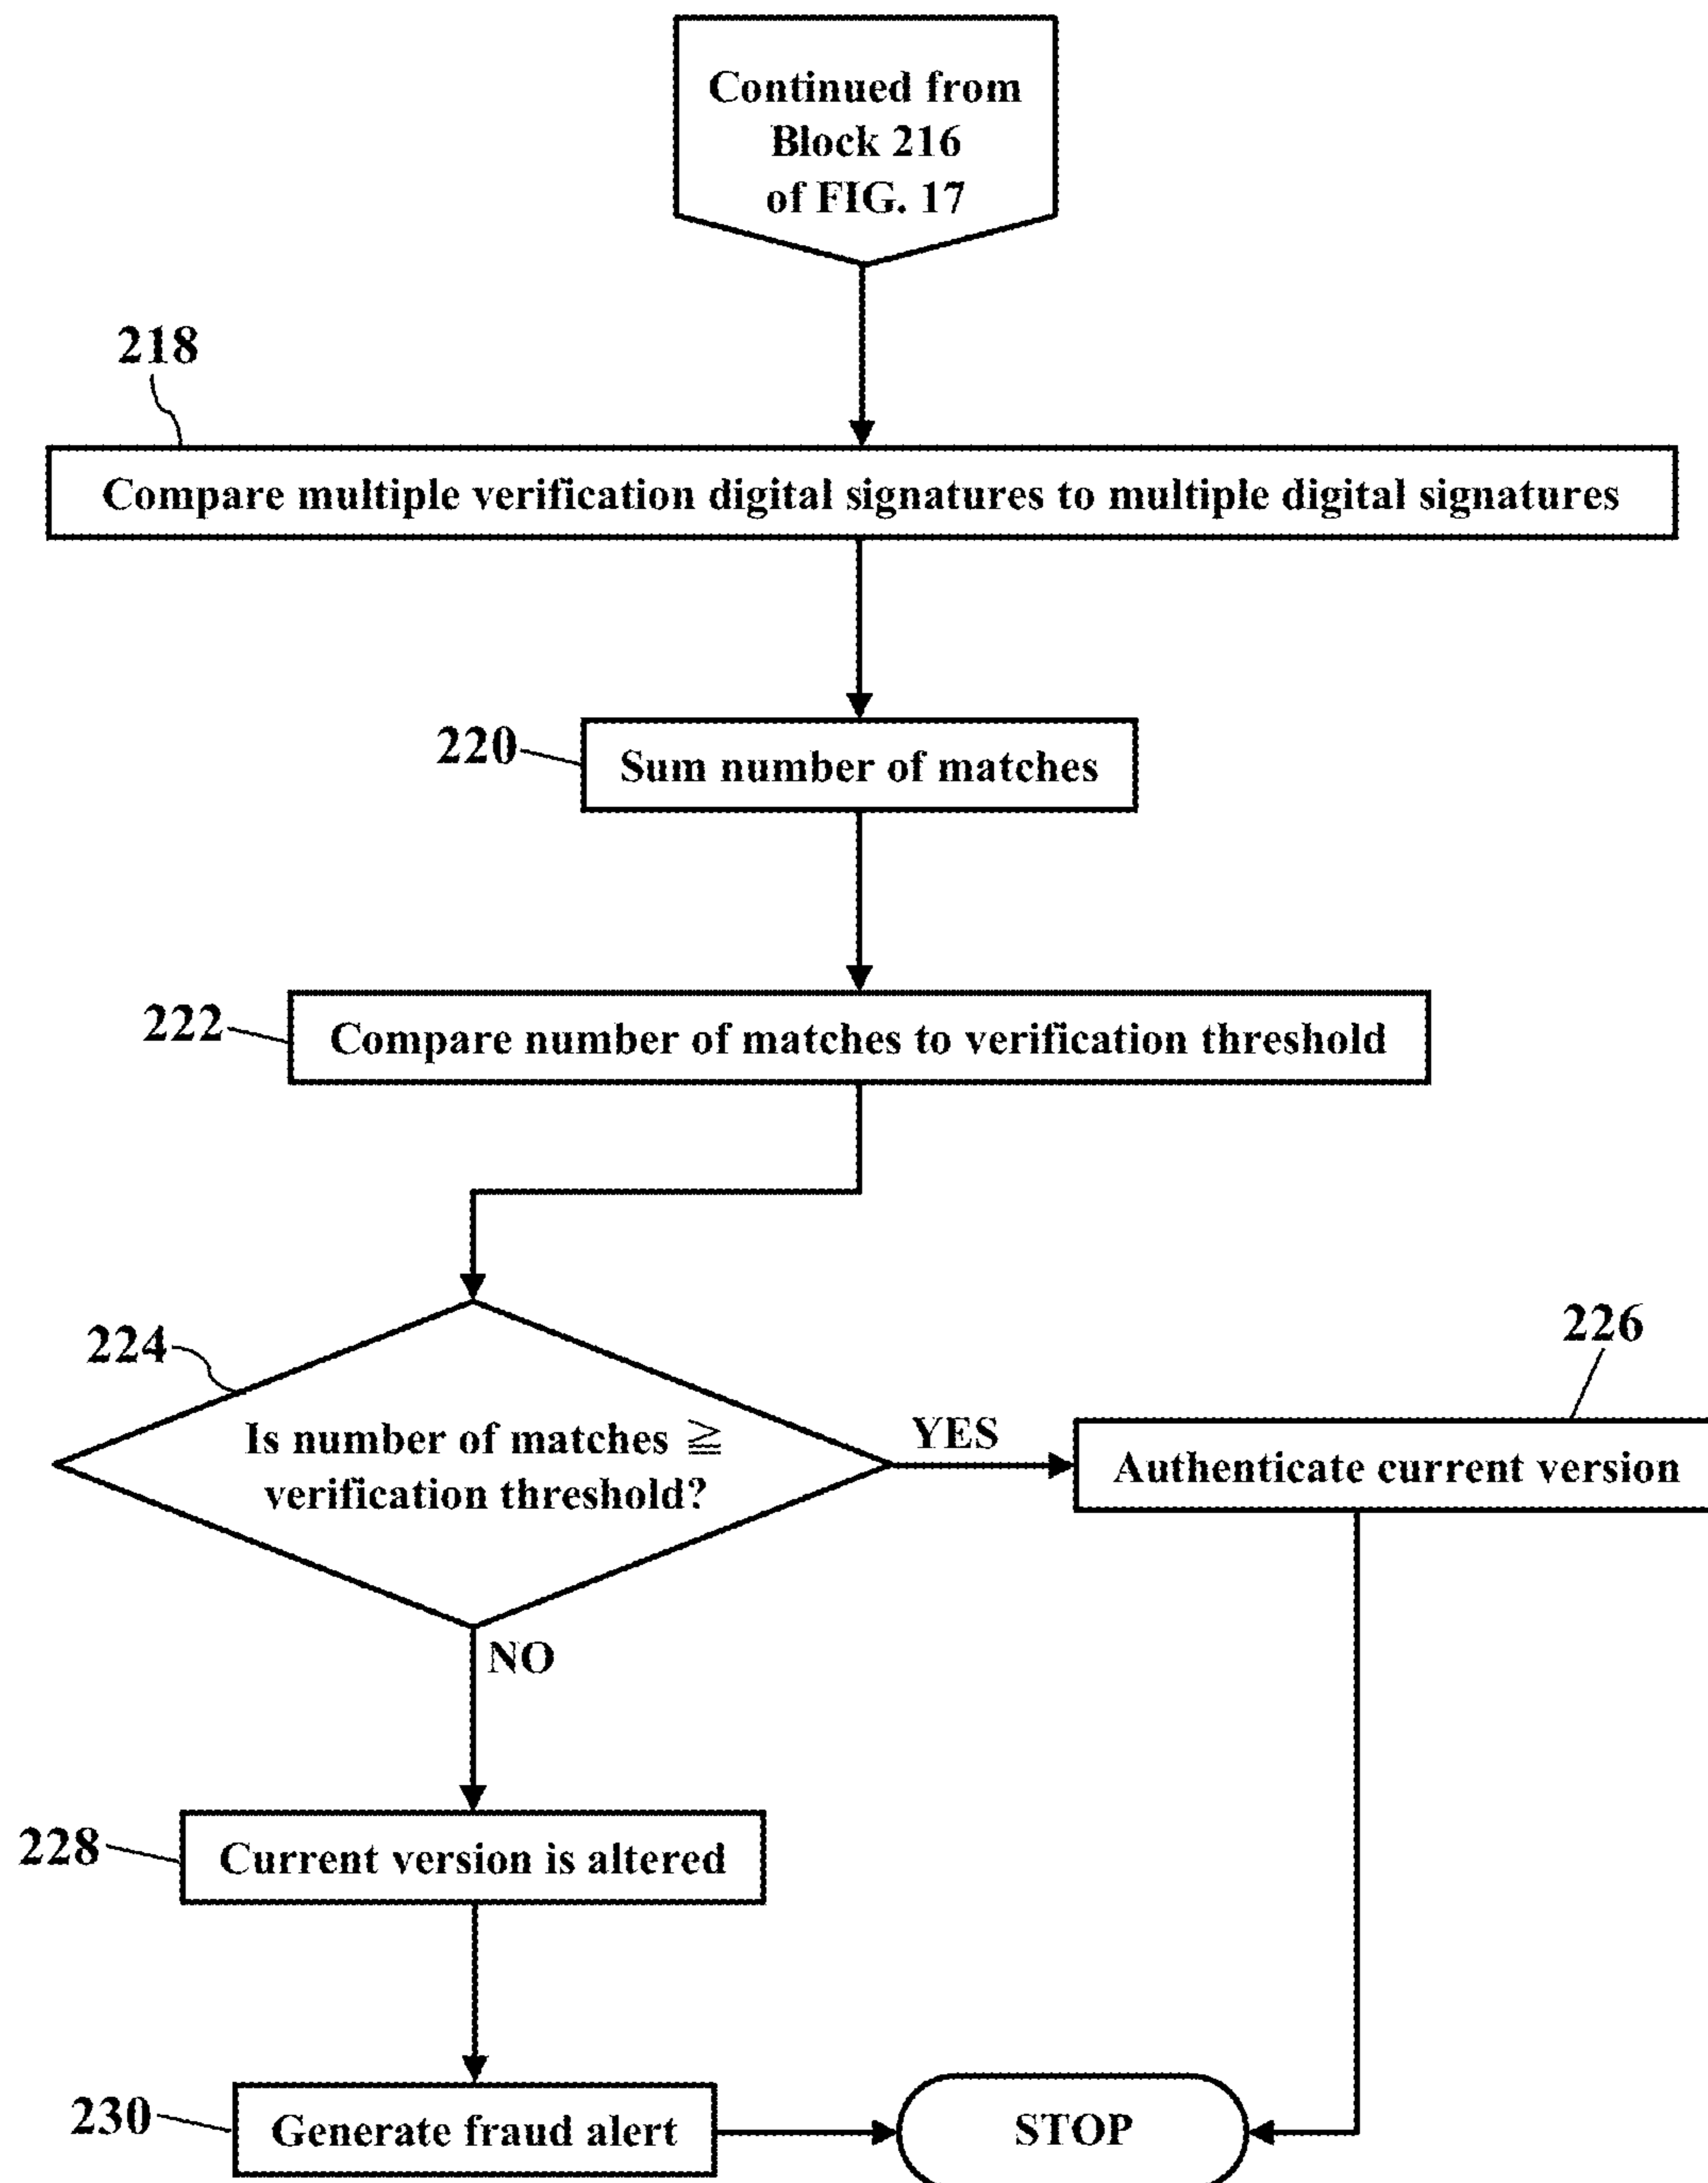 Continued from
Block 216
of FIG. 17
218
Compare multiple verification digital signatures to multiple digital signatures
220
Sum number of matches
222
Compare number of matches to verification threshold
224
Is number of matches ≧
verification threshold?
YES
226
Authenticate current version
NO
228
Current version is altered
230
Generate fraud alert
STOP